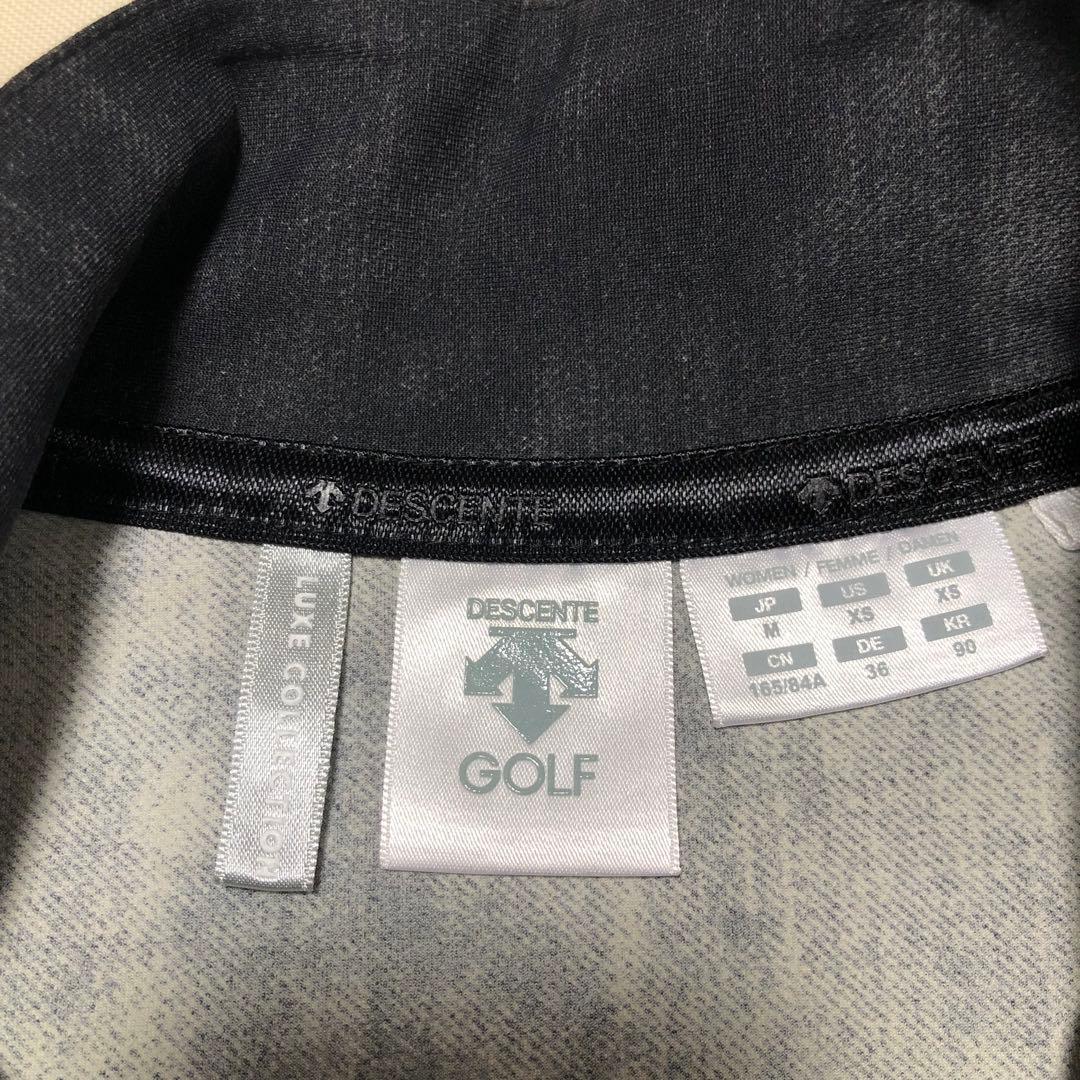 DESCENTE
DESCENTE
LUXE COLLECTION
DESCENTE
GOLF
WOMEN / FEMME / DAMEN
JP US UK
M XS XS
CN DE KR
165/84A 36 90